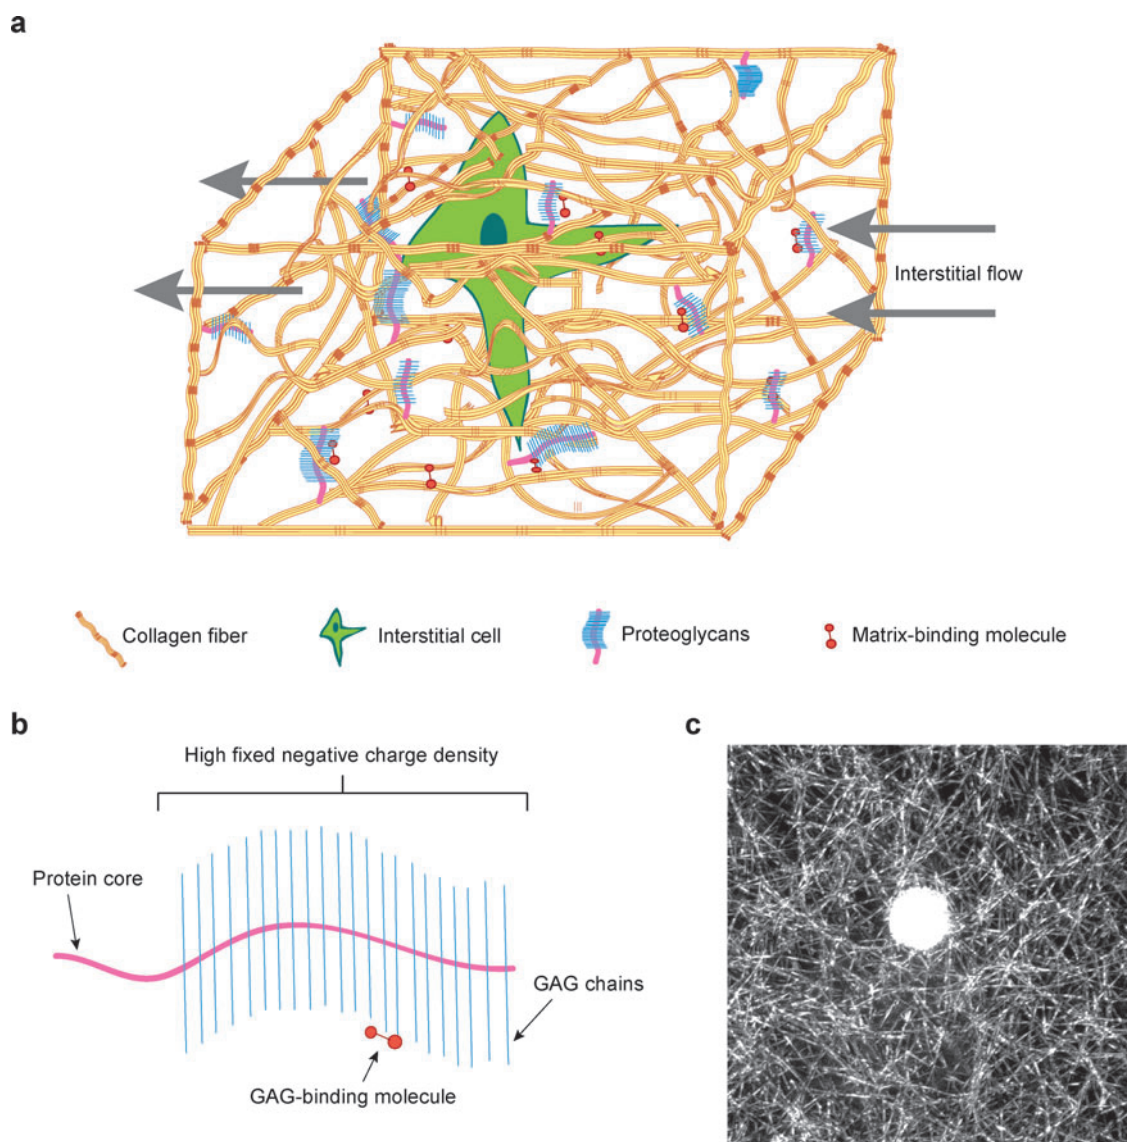 a
Interstitial flow
Collagen fiber
Interstitial cell
Proteoglycans
Matrix-binding molecule
b
High fixed negative charge density
Protein core
GAG chains
GAG-binding molecule
c